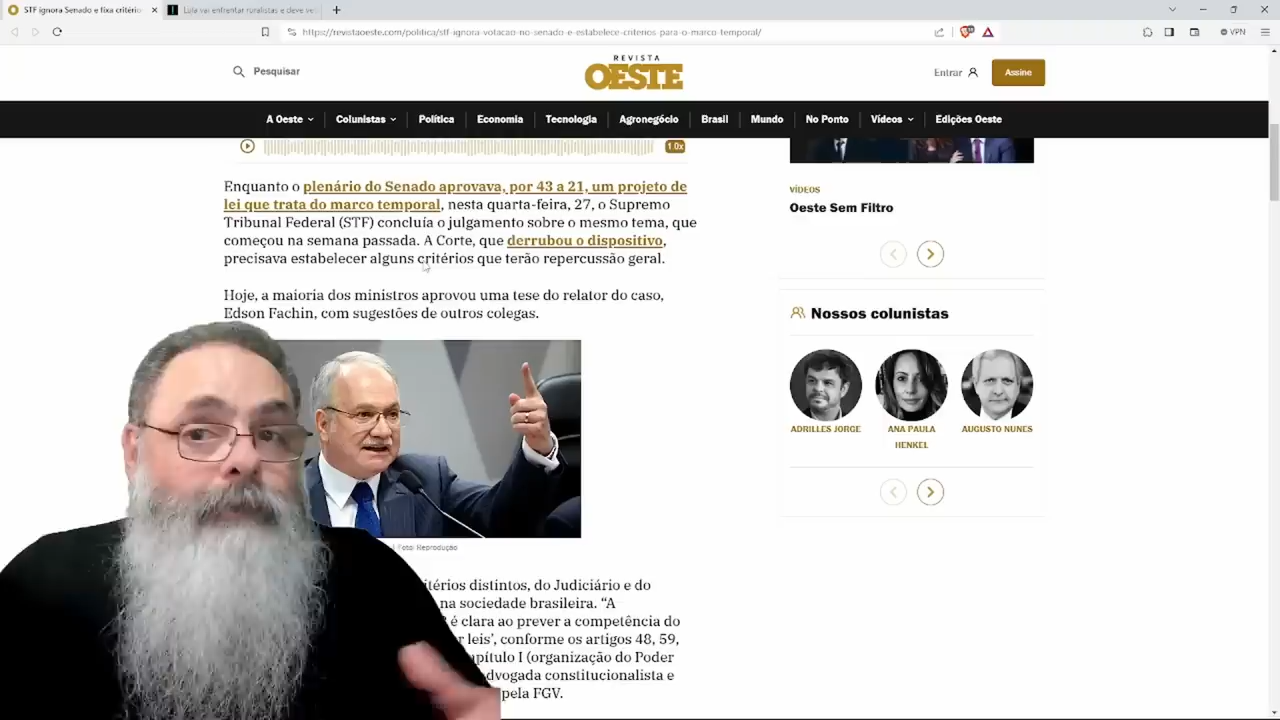 STF ignora Senado e fixa critério
Lula vai enfrentar ruralistas e deve ve
https://revistaoeste.com/politica/stf-ignora-votacao-no-senado-e-estabelece-criterios-para-o-marco-temporal/
VPN
Pesquisar
REVISTA
OESTE
Entrar
Assine
A Oeste
Colunistas
Política
Economia
Tecnologia
Agronegócio
Brasil
Mundo
No Ponto
Vídeos
Edições Oeste
1.0x
Enquanto o plenário do Senado aprovava, por 43 a 21, um projeto de
lei que trata do marco temporal, nesta quarta-feira, 27, o Supremo
Tribunal Federal (STF) concluía o julgamento sobre o mesmo tema, que
começou na semana passada. A Corte, que derrubou o dispositivo,
precisava estabelecer alguns critérios que terão repercussão geral.
Hoje, a maioria dos ministros aprovou uma tese do relator do caso,
Edson Fachin, com sugestões de outros colegas.
Foto: Reprodução
itérios distintos, do Judiciário e do
na sociedade brasileira. “A
é clara ao prever a competência do
r leis’, conforme os artigos 48, 59,
pítulo I (organização do Poder
dvogada constitucionalista e
pela FGV.
VÍDEOS
Oeste Sem Filtro
Nossos colunistas
ADRILLES JORGE
ANA PAULA
HENKEL
AUGUSTO NUNES